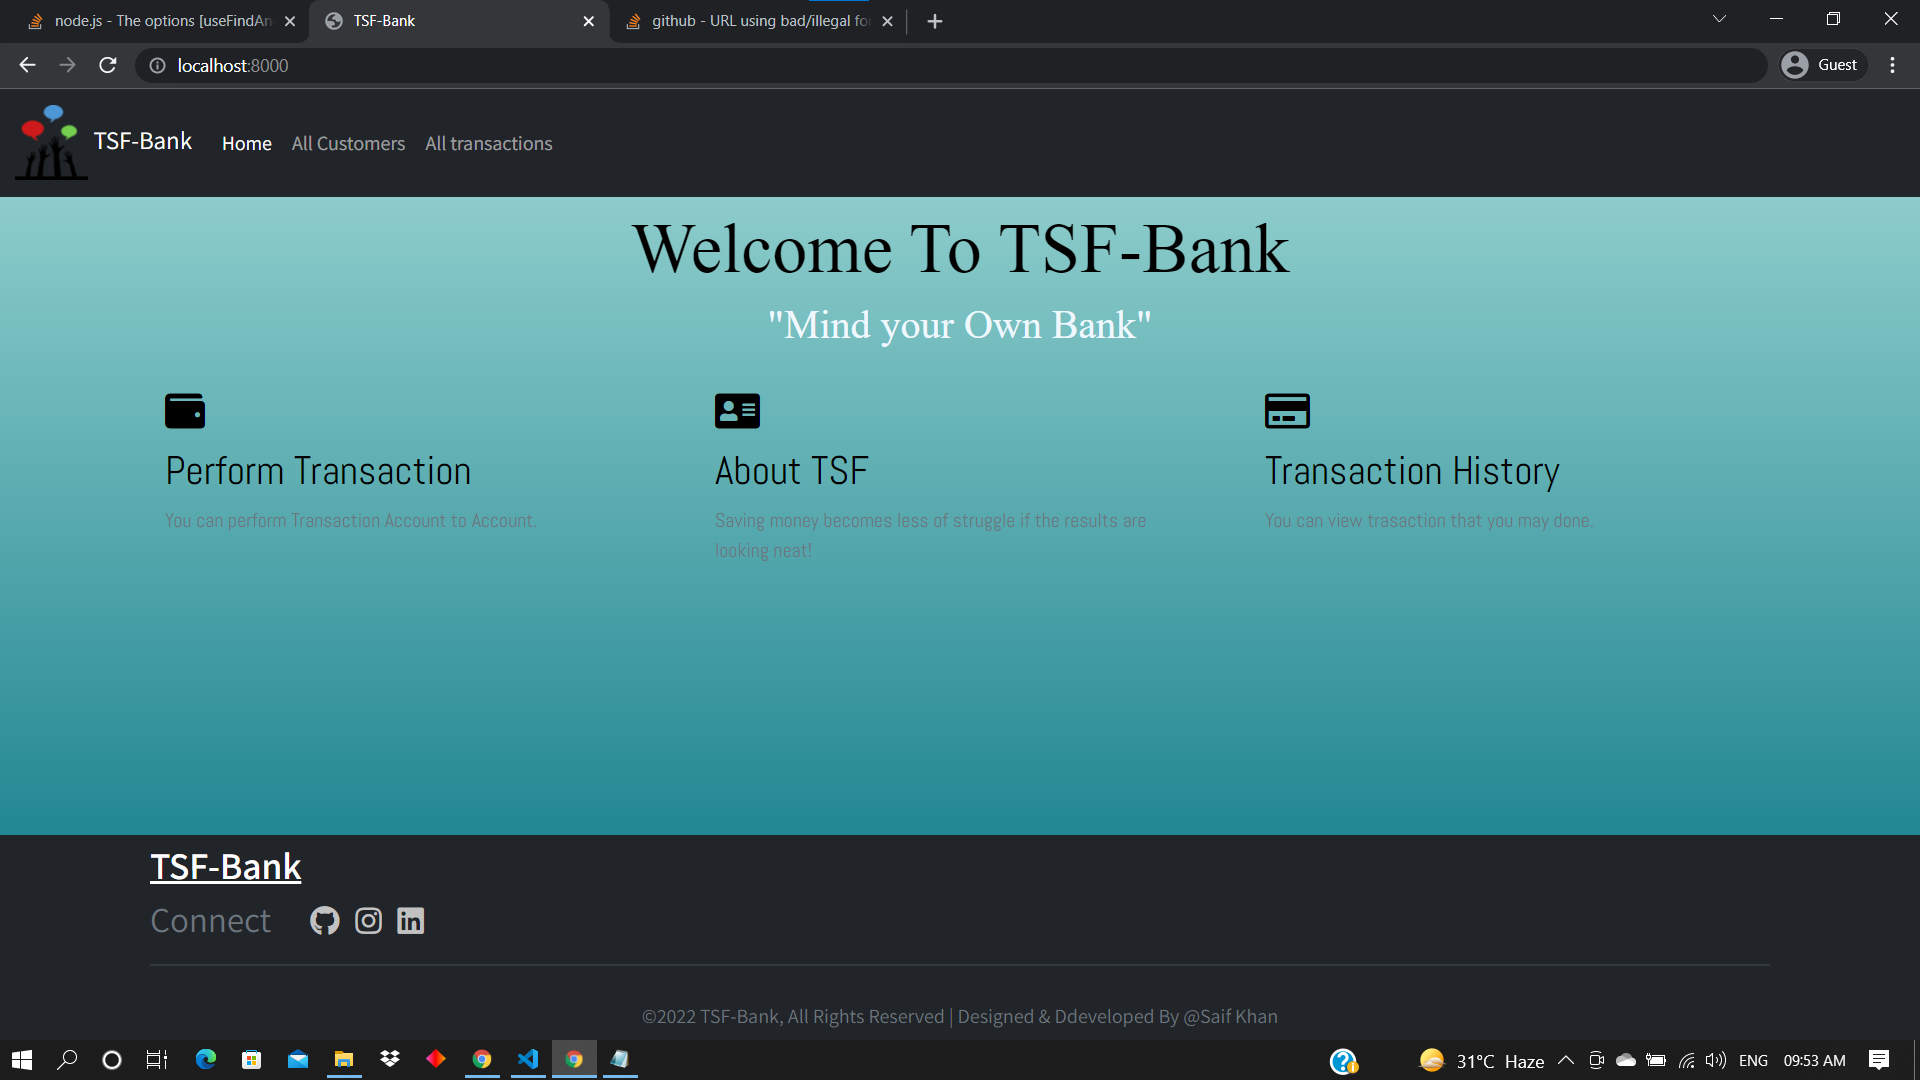 node.js - The options [useFindAn
TSF-Bank
github - URL using bad/illegal fo
localhost:8000
Guest
TSF-Bank
Home
All Customers
All transactions
Welcome To TSF-Bank
"Mind your Own Bank"
Perform Transaction
You can perform Transaction Account to Account.
About TSF
Saving money becomes less of struggle if the results are
looking neat!
Transaction History
You can view trasaction that you may done.
TSF-Bank
Connect
©2022 TSF-Bank, All Rights Reserved | Designed & Ddeveloped By @Saif Khan
31°C Haze
ENG
09:53 AM